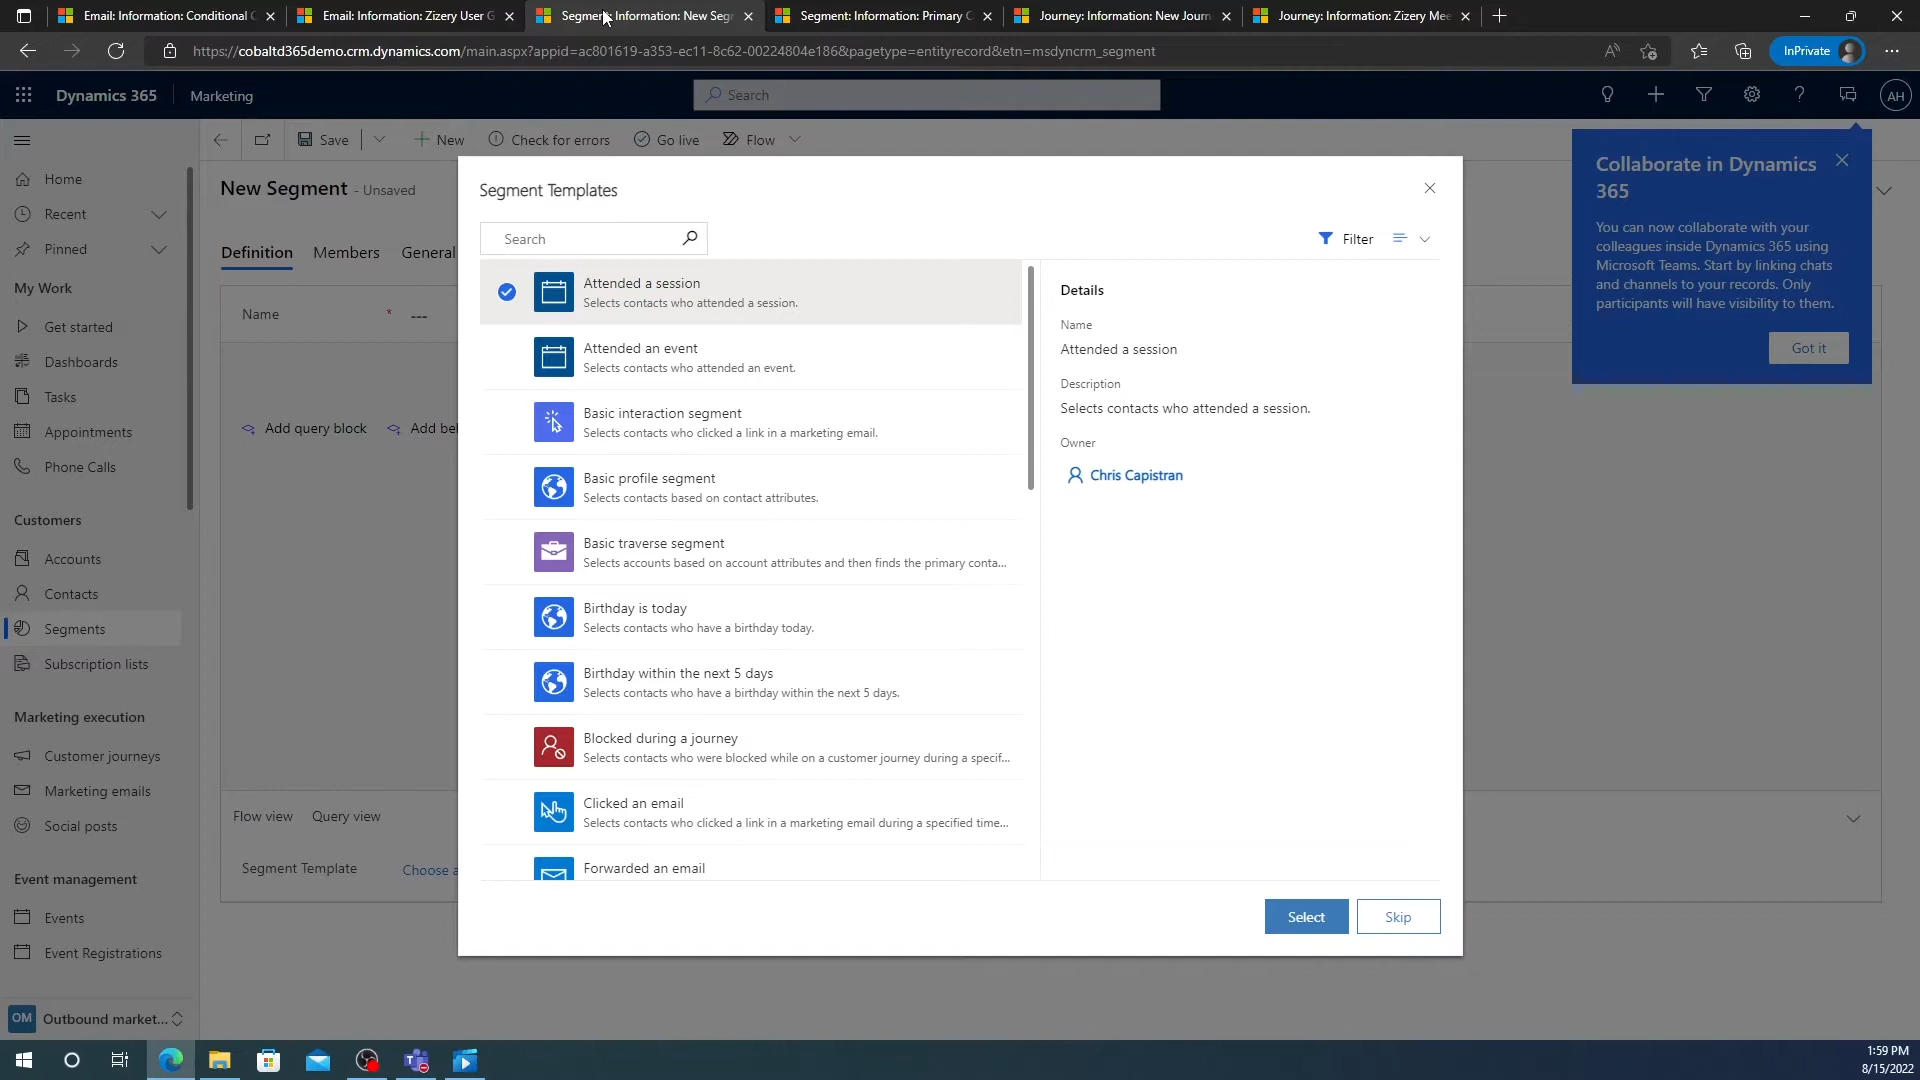 Email: Information: Conditional C
Email: Information: Zizery User G
Segment: Information: New Segr
Segment: Information: Primary C
Journey: Information: New Journ
Journey: Information: Zizery Mee
https://cobaltd365demo.crm.dynamics.com/main.aspx?appid=ac801619-a353-ec11-8c62-00224804e186&pagetype=entityrecord&etn=msdyncrm_segment
InPrivate
Dynamics 365
Marketing
Search
AH
Save
New
Check for errors
Go live
Flow
Home
Recent
Pinned
My Work
Get started
Dashboards
Tasks
Appointments
Phone Calls
Customers
Accounts
Contacts
Segments
Subscription lists
Marketing execution
Customer journeys
Marketing emails
Social posts
Event management
Events
Event Registrations
OM Outbound market...
New Segment - Unsaved
Definition Members General
Name * ---
Add query block Add beh
Flow view Query view
Segment Template Choose a
Segment Templates
Search
Filter
Attended a session
Selects contacts who attended a session.
Attended an event
Selects contacts who attended an event.
Basic interaction segment
Selects contacts who clicked a link in a marketing email.
Basic profile segment
Selects contacts based on contact attributes.
Basic traverse segment
Selects accounts based on account attributes and then finds the primary conta...
Birthday is today
Selects contacts who have a birthday today.
Birthday within the next 5 days
Selects contacts who have a birthday within the next 5 days.
Blocked during a journey
Selects contacts who were blocked while on a customer journey during a specif...
Clicked an email
Selects contacts who clicked a link in a marketing email during a specified time...
Forwarded an email
Details
Name
Attended a session
Description
Selects contacts who attended a session.
Owner
Chris Capistran
Select
Skip
Collaborate in Dynamics
365
You can now collaborate with your
colleagues inside Dynamics 365 using
Microsoft Teams. Start by linking chats
and channels to your records. Only
participants will have visibility to them.
Got it
1:59 PM
8/15/2022